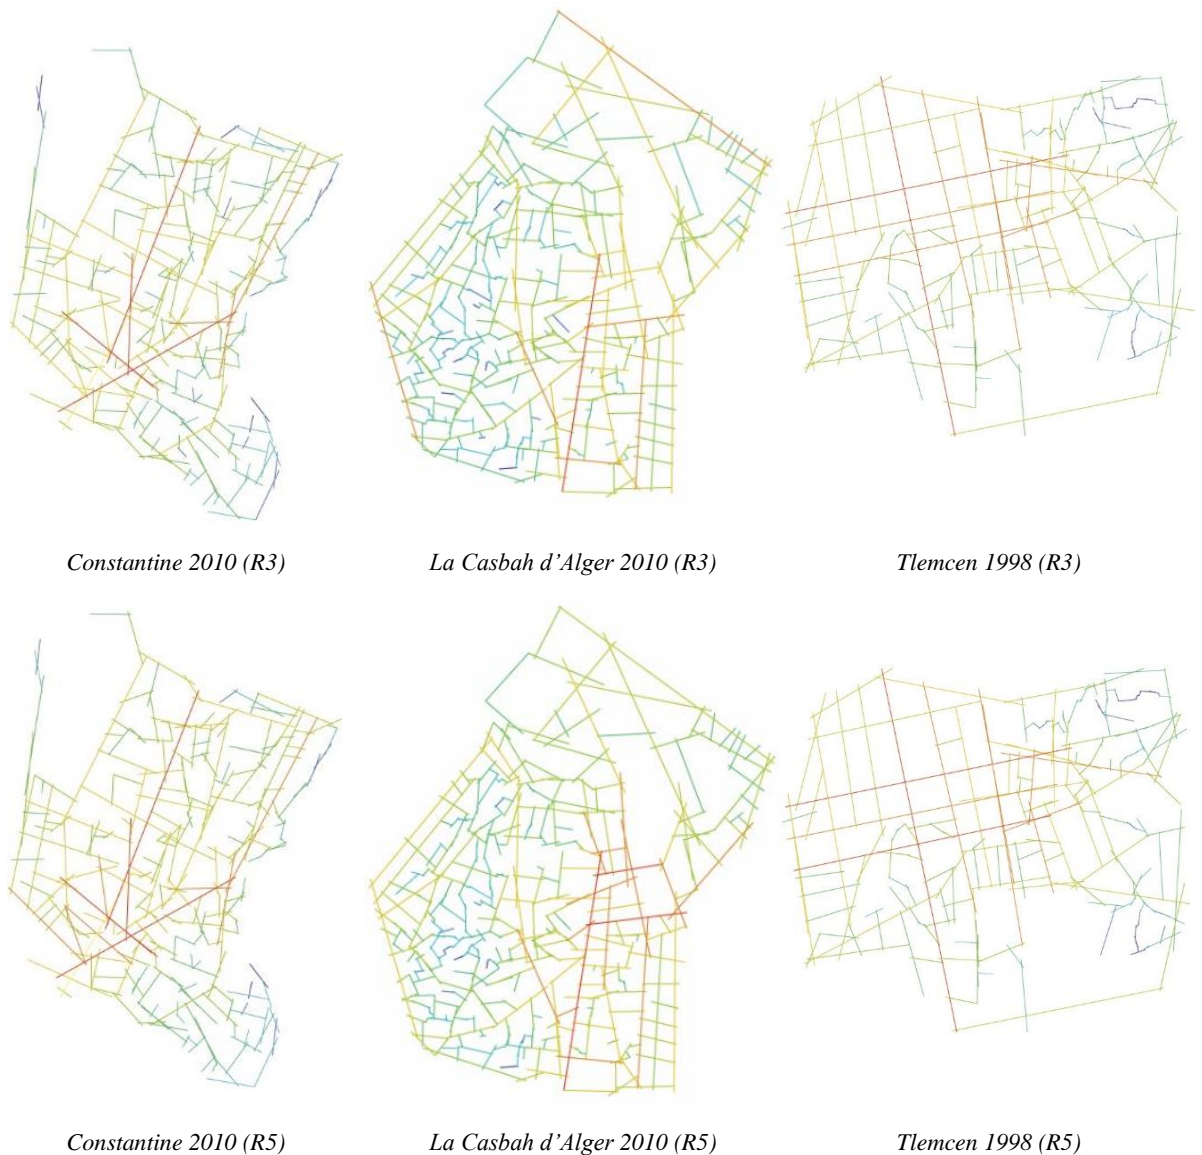 Constantine 2010 (R3)
La Casbah d’Alger 2010 (R3)
Tlemcen 1998 (R3)
Constantine 2010 (R5)
La Casbah d’Alger 2010 (R5)
Tlemcen 1998 (R5)